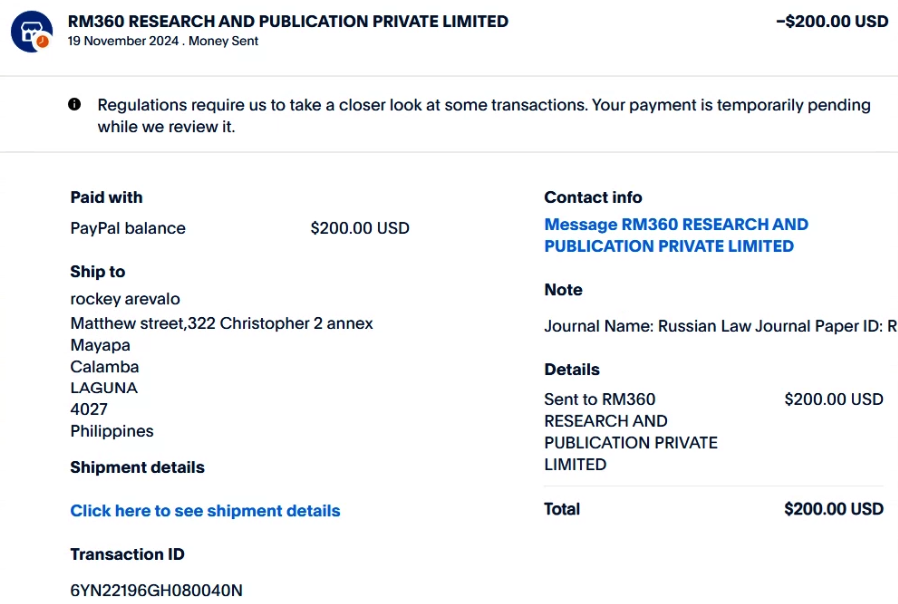 RM360 RESEARCH AND PUBLICATION PRIVATE LIMITED
−$200.00 USD
19 November 2024 . Money Sent
Regulations require us to take a closer look at some transactions. Your payment is temporarily pending
while we review it.
Paid with
PayPal balance
$200.00 USD
Ship to
rockey arevalo
Matthew street,322 Christopher 2 annex
Mayapa
Calamba
LAGUNA
4027
Philippines
Shipment details
Click here to see shipment details
Transaction ID
6YN22196GH080040N
Contact info
Message RM360 RESEARCH AND
PUBLICATION PRIVATE LIMITED
Note
Journal Name: Russian Law Journal Paper ID: R
Details
Sent to RM360
RESEARCH AND
PUBLICATION PRIVATE
LIMITED
$200.00 USD
Total
$200.00 USD